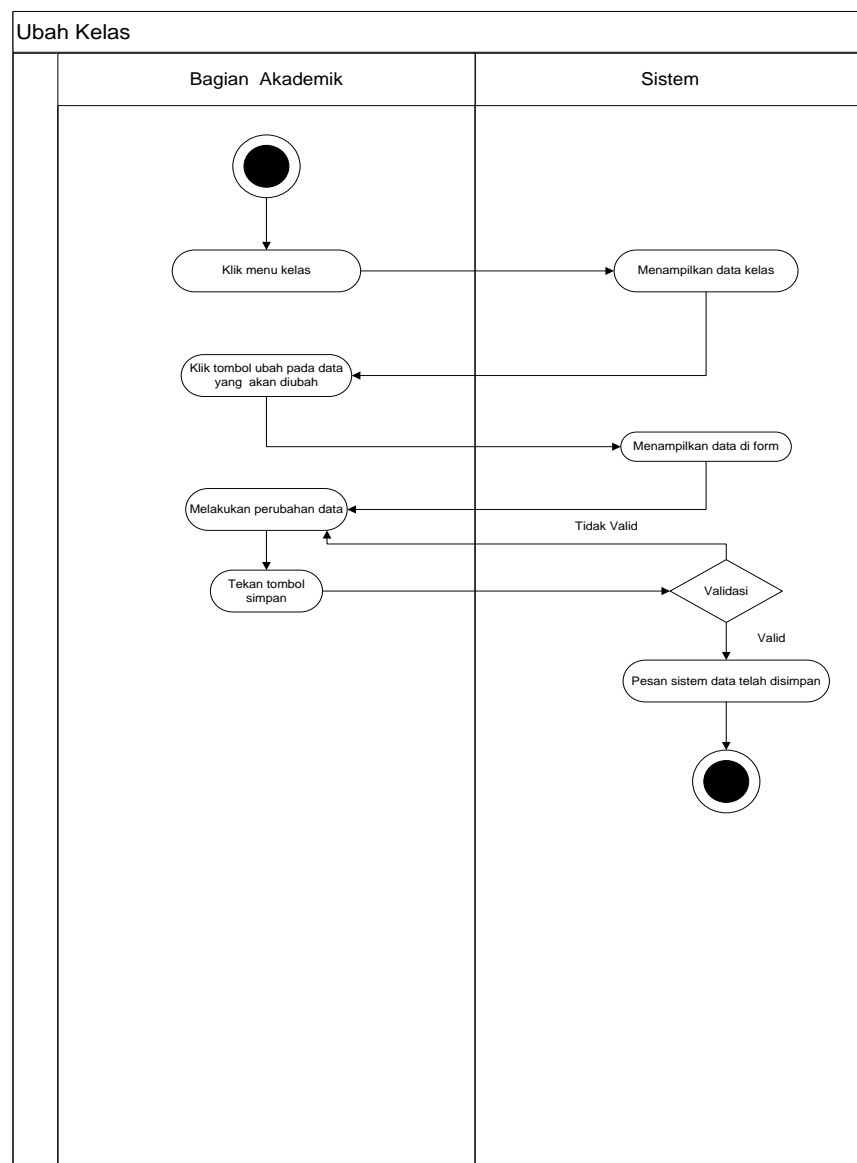 Ubah Kelas
Bagian Akademik
Sistem
Klik menu kelas
Menampilkan data kelas
Klik tombol ubah pada data
yang akan diubah
Menampilkan data di form
Melakukan perubahan data
Tidak Valid
Tekan tombol
simpan
Validasi
Valid
Pesan sistem data telah disimpan